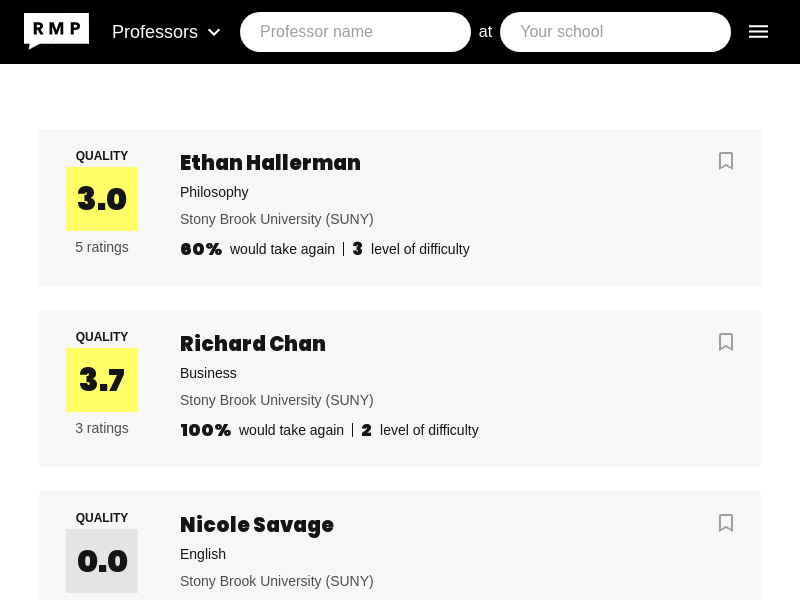 RMP Professors Professor name at Your school
QUALITY
3.0
5 ratings
Ethan Hallerman
Philosophy
Stony Brook University (SUNY)
60% would take again | 3 level of difficulty
QUALITY
3.7
3 ratings
Richard Chan
Business
Stony Brook University (SUNY)
100% would take again | 2 level of difficulty
QUALITY
0.0
Nicole Savage
English
Stony Brook University (SUNY)